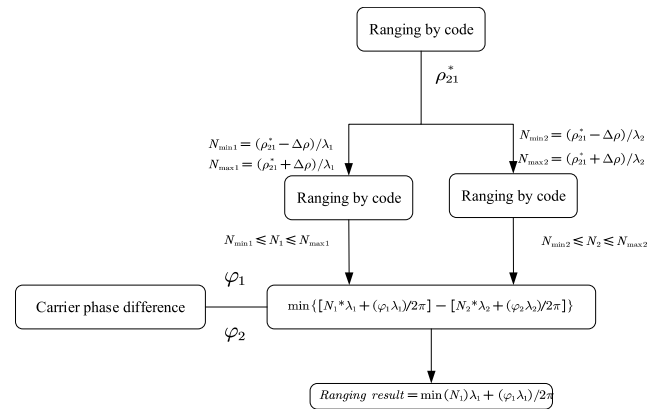 Ranging by code
ρ*₂₁
Nmin1 = (ρ*₂₁ − Δρ)/λ₁
Nmax1 = (ρ*₂₁ + Δρ)/λ₁
Nmin2 = (ρ*₂₁ − Δρ)/λ₂
Nmax2 = (ρ*₂₁ + Δρ)/λ₂
Ranging by code
Ranging by code
Nmin1 ⩽ N₁ ⩽ Nmax1
Nmin2 ⩽ N₂ ⩽ Nmax2
φ₁
Carrier phase difference
φ₂
min{[N₁*λ₁ + (φ₁λ₁)/2π] − [N₂*λ₂ + (φ₂λ₂)/2π]}
Ranging result = min(N₁)λ₁ + (φ₁λ₁)/2π